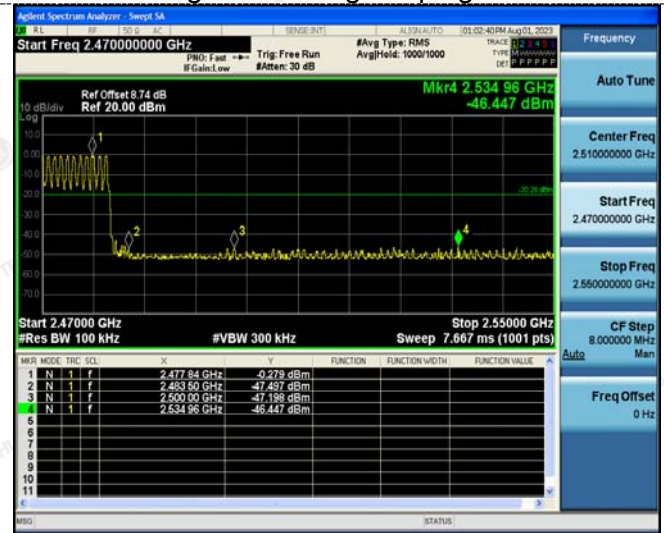 Agilent Spectrum Analyzer - Swept SA
RL RF 50 Ω AC SENSE:INT ALIGN AUTO 01:02:40 PM Aug 01, 2023
Start Freq 2.470000000 GHz
PNO: Fast Trig: Free Run
IFGain:Low #Atten: 30 dB
#Avg Type: RMS
Avg|Hold: 1000/1000
TRACE 1 2 3 4 5 6
TYPE
DET P P P P P P
Ref Offset 8.74 dB
10 dB/div Ref 20.00 dBm
Log
Mkr4 2.534 96 GHz
-46.447 dBm
10.0
0.00
-10.0
-20.0
-30.0
-40.0
-50.0
-60.0
-70.0
1
2
3
4
-20.28 dBm
Start 2.47000 GHz Stop 2.55000 GHz
#Res BW 100 kHz #VBW 300 kHz Sweep 7.667 ms (1001 pts)
MKR MODE TRC SCL X Y FUNCTION FUNCTION WIDTH FUNCTION VALUE
1 N 1 f 2.477 84 GHz -0.279 dBm
2 N 1 f 2.483 50 GHz -47.497 dBm
3 N 1 f 2.500 00 GHz -47.198 dBm
4 N 1 f 2.534 96 GHz -46.447 dBm
5
6
7
8
9
10
11
MSG STATUS
Frequency
Auto Tune
Center Freq
2.510000000 GHz
Start Freq
2.470000000 GHz
Stop Freq
2.550000000 GHz
CF Step
8.000000 MHz
Auto Man
Freq Offset
0 Hz